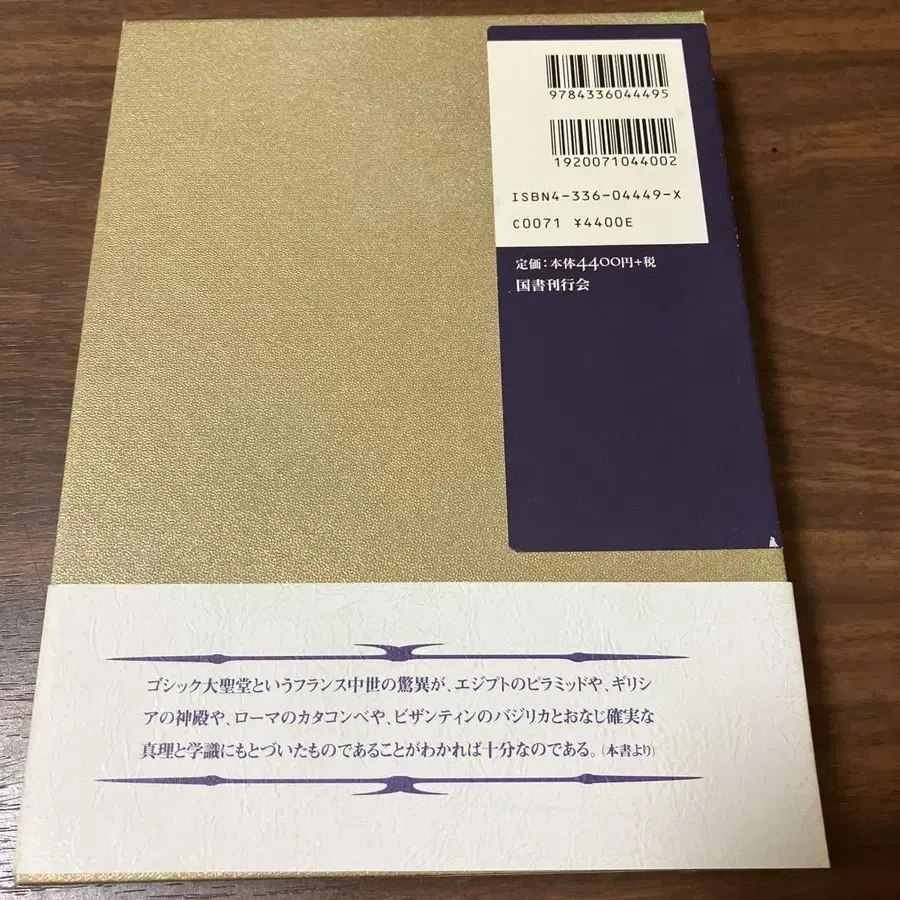 9784336044495
1920071044002
ISBN4-336-04449-X
C0071 ¥4400E
定価：本体4400円+税
国書刊行会
ゴシック大聖堂というフランス中世の驚異が、エジプトのピラミッドや、ギリシ
アの神殿や、ローマのカタコンベや、ビザンティンのバジリカとおなじ確実な
真理と学識にもとづいたものであることがわかれば十分なのである。（本書より）